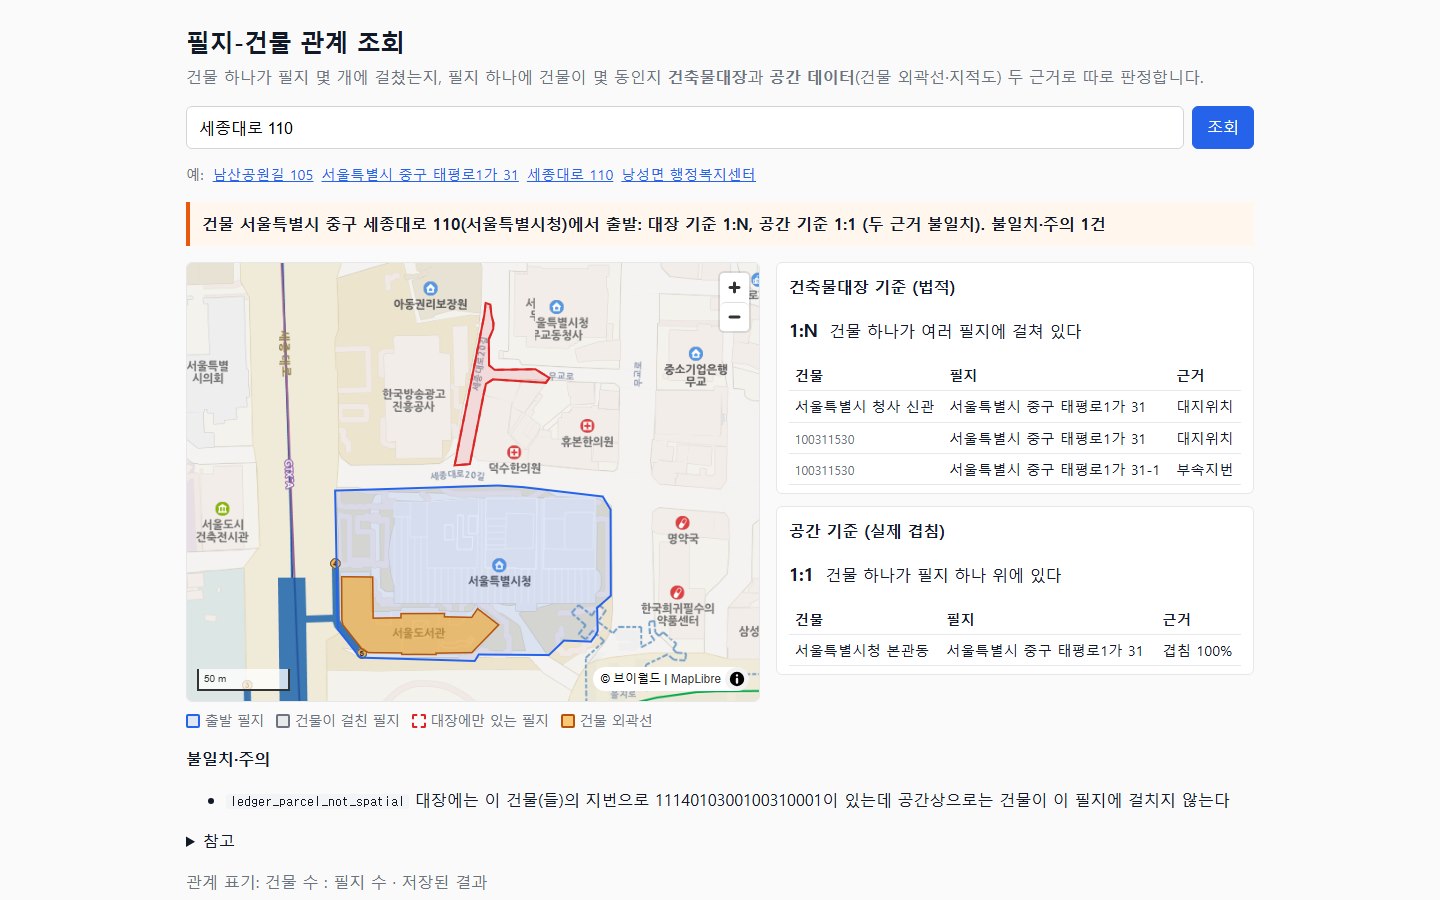 필지-건물 관계 조회
건물 하나가 필지 몇 개에 걸쳤는지, 필지 하나에 건물이 몇 동인지 건축물대장과 공간 데이터(건물 외곽선·지적도) 두 근거로 따로 판정합니다.
세종대로 110
조회
예: 남산공원길 105 서울특별시 중구 태평로1가 31 세종대로 110 낭성면 행정복지센터
건물 서울특별시 중구 세종대로 110(서울특별시청)에서 출발: 대장 기준 1:N, 공간 기준 1:1 (두 근거 불일치). 불일치·주의 1건
아동권리보장원
울특별시청
무교동청사
서울특별
시의회
중소기업은행
무교
한국방송광고
진흥공사
세종대로20길
무교로
무교로
휴본한의원
덕수한의원
세종대로20길
GTX-A
서울도시
건축전시관
명약국
서울특별시청
한국희귀필수의
약품센터
서울도서관
삼성
을지로
50 m
© 브이월드 | MapLibre
+
−
출발 필지 건물이 걸친 필지 대장에만 있는 필지 건물 외곽선
건축물대장 기준 (법적)
1:N 건물 하나가 여러 필지에 걸쳐 있다
건물 필지 근거
서울특별시 청사 신관 서울특별시 중구 태평로1가 31 대지위치
100311530 서울특별시 중구 태평로1가 31 대지위치
100311530 서울특별시 중구 태평로1가 31-1 부속지번
공간 기준 (실제 겹침)
1:1 건물 하나가 필지 하나 위에 있다
건물 필지 근거
서울특별시청 본관동 서울특별시 중구 태평로1가 31 겹침 100%
불일치·주의
ledger_parcel_not_spatial 대장에는 이 건물(들)의 지번으로 1114010300100310001이 있는데 공간상으로는 건물이 이 필지에 걸치지 않는다
참고
관계 표기: 건물 수 : 필지 수 · 저장된 결과